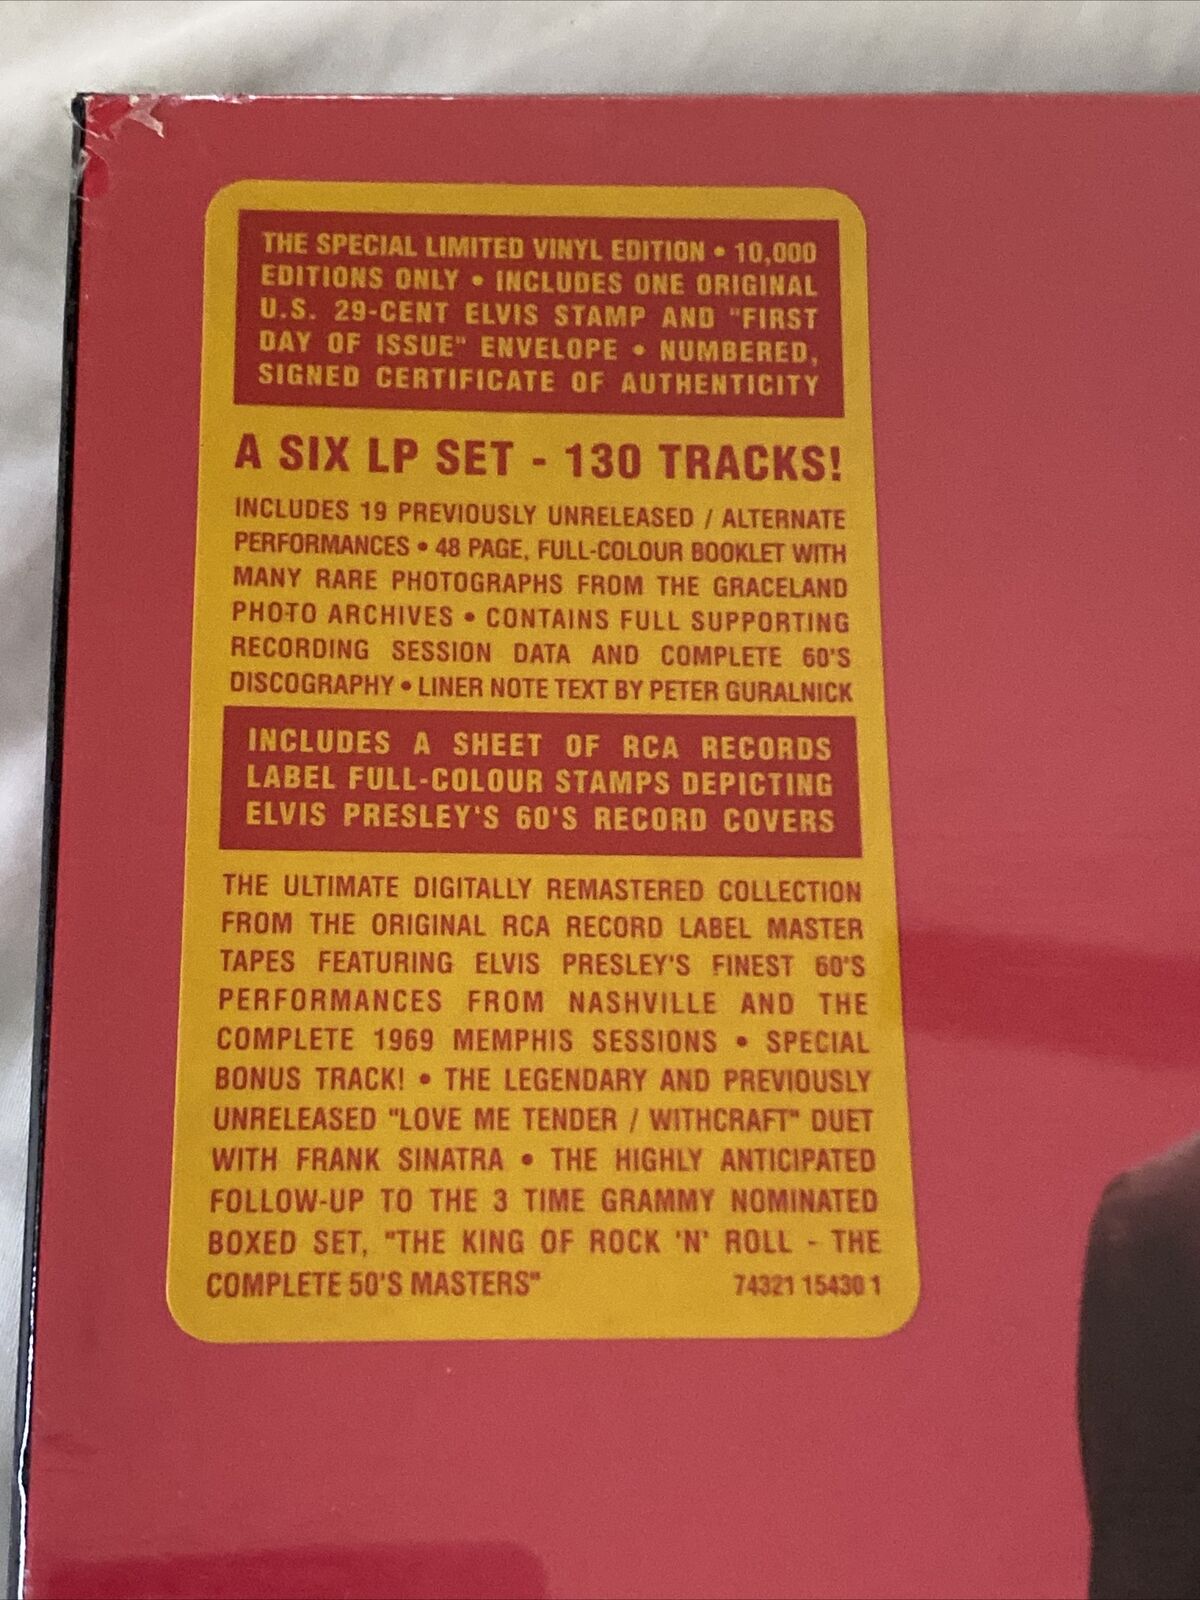 THE SPECIAL LIMITED VINYL EDITION • 10,000
EDITIONS ONLY • INCLUDES ONE ORIGINAL
U.S. 29-CENT ELVIS STAMP AND "FIRST
DAY OF ISSUE" ENVELOPE • NUMBERED,
SIGNED CERTIFICATE OF AUTHENTICITY
A SIX LP SET - 130 TRACKS!
INCLUDES 19 PREVIOUSLY UNRELEASED / ALTERNATE
PERFORMANCES • 48 PAGE, FULL-COLOUR BOOKLET WITH
MANY RARE PHOTOGRAPHS FROM THE GRACELAND
PHOTO ARCHIVES • CONTAINS FULL SUPPORTING
RECORDING SESSION DATA AND COMPLETE 60'S
DISCOGRAPHY • LINER NOTE TEXT BY PETER GURALNICK
INCLUDES A SHEET OF RCA RECORDS
LABEL FULL-COLOUR STAMPS DEPICTING
ELVIS PRESLEY'S 60'S RECORD COVERS
THE ULTIMATE DIGITALLY REMASTERED COLLECTION
FROM THE ORIGINAL RCA RECORD LABEL MASTER
TAPES FEATURING ELVIS PRESLEY'S FINEST 60'S
PERFORMANCES FROM NASHVILLE AND THE
COMPLETE 1969 MEMPHIS SESSIONS • SPECIAL
BONUS TRACK! • THE LEGENDARY AND PREVIOUSLY
UNRELEASED "LOVE ME TENDER / WITHCRAFT" DUET
WITH FRANK SINATRA • THE HIGHLY ANTICIPATED
FOLLOW-UP TO THE 3 TIME GRAMMY NOMINATED
BOXED SET, "THE KING OF ROCK 'N' ROLL - THE
COMPLETE 50'S MASTERS" 74321 15430 1